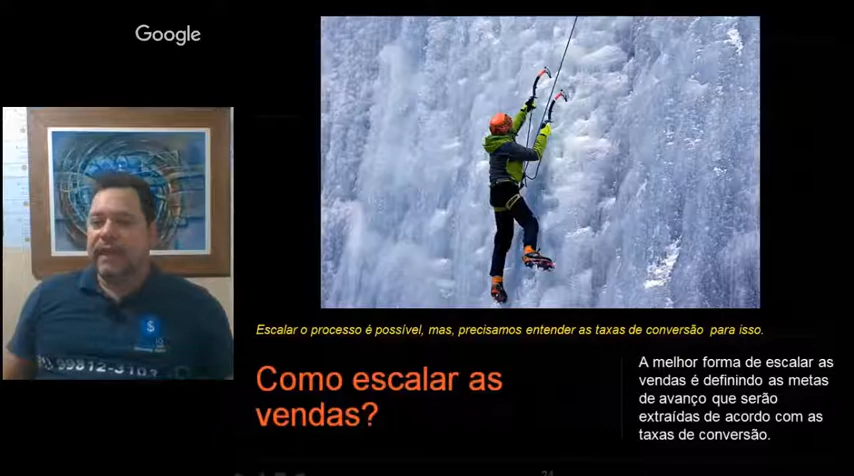 Google
$
99812-3103
Escalar o processo é possível, mas, precisamos entender as taxas de conversão para isso.
Como escalar as
vendas?
A melhor forma de escalar as
vendas é definindo as metas
de avanço que serão
extraídas de acordo com as
taxas de conversão.